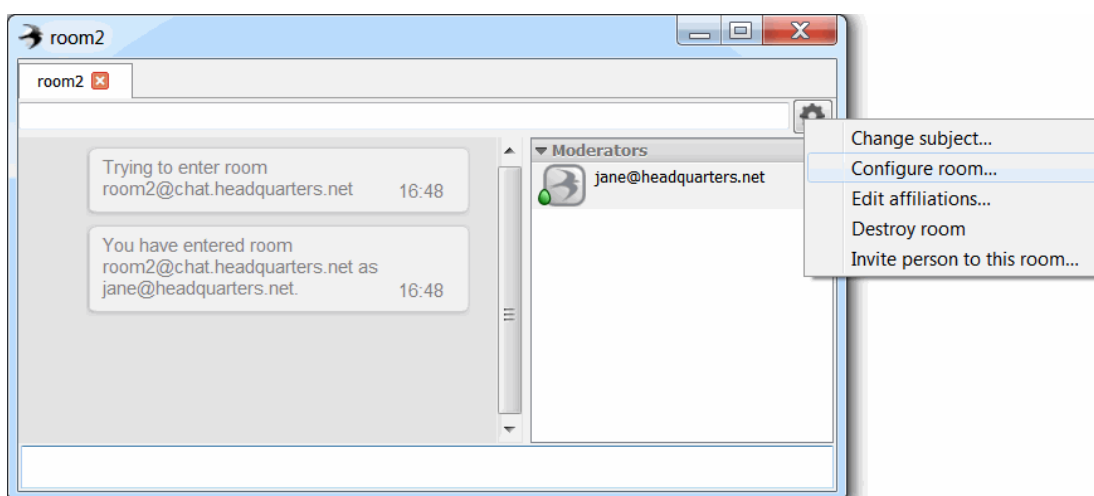 room2
room2
Trying to enter room
room2@chat.headquarters.net 16:48
You have entered room
room2@chat.headquarters.net as
jane@headquarters.net. 16:48
Moderators
jane@headquarters.net
Change subject...
Configure room...
Edit affiliations...
Destroy room
Invite person to this room...